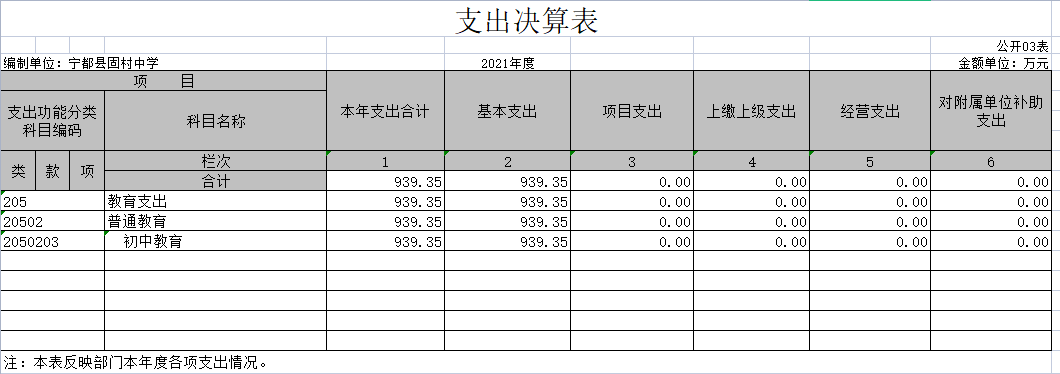 支出决算表
公开03表
编制单位：宁都县固村中学 2021年度 金额单位：万元
项 目 本年支出合计 基本支出 项目支出 上缴上级支出 经营支出 对附属单位补助支出
支出功能分类科目编码 科目名称
类 款 项 栏次 1 2 3 4 5 6
合计 939.35 939.35 0.00 0.00 0.00 0.00
205 教育支出 939.35 939.35 0.00 0.00 0.00 0.00
20502 普通教育 939.35 939.35 0.00 0.00 0.00 0.00
2050203 初中教育 939.35 939.35 0.00 0.00 0.00 0.00
注：本表反映部门本年度各项支出情况。